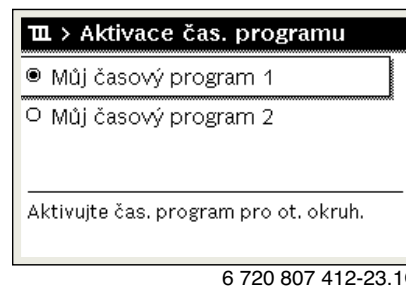 > Aktivace čas. programu
Můj časový program 1
Můj časový program 2
Aktivujte čas. program pro ot. okruh.
6 720 807 412-23.1